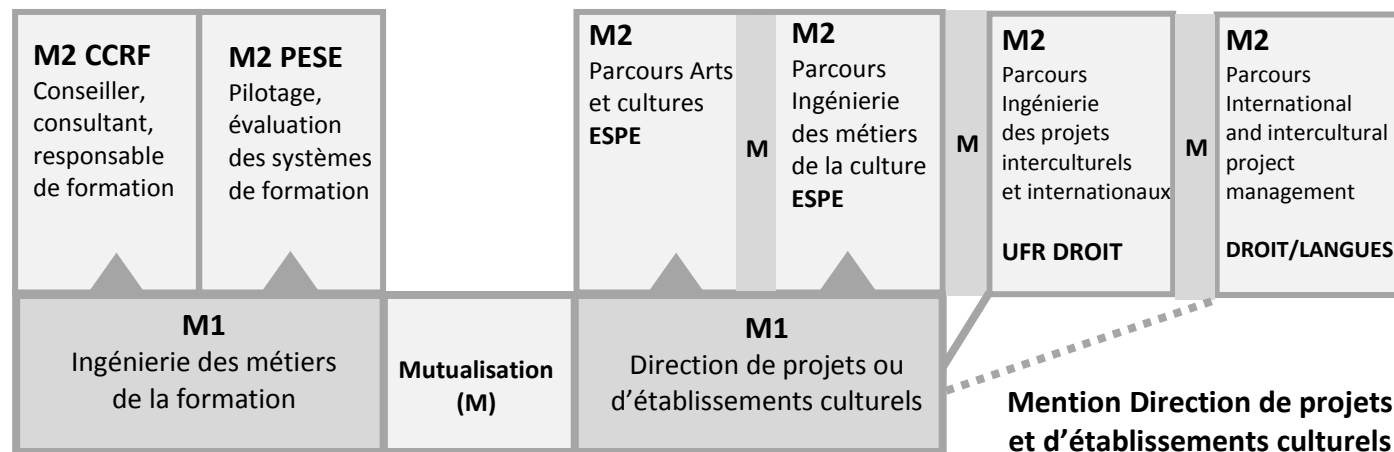 M2 CCRF
Conseiller,
consultant,
responsable
de formation
M2 PESE
Pilotage,
évaluation
des systèmes
de formation
M2
Parcours Arts
et cultures
ESPE
M
M2
Parcours
Ingénierie
des métiers
de la culture
ESPE
M
M2
Parcours
Ingénierie
des projets
interculturels
et internationaux
UFR DROIT
M
M2
Parcours
International
and intercultural
project
management
DROIT/LANGUES
M1
Ingénierie des métiers
de la formation
Mutualisation
(M)
M1
Direction de projets ou
d’établissements culturels
Mention Direction de projets
et d’établissements culturels